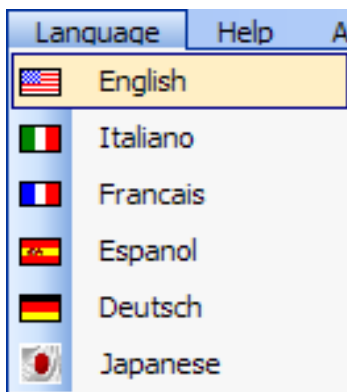 Language Help A
English
Italiano
Francais
Espanol
Deutsch
Japanese